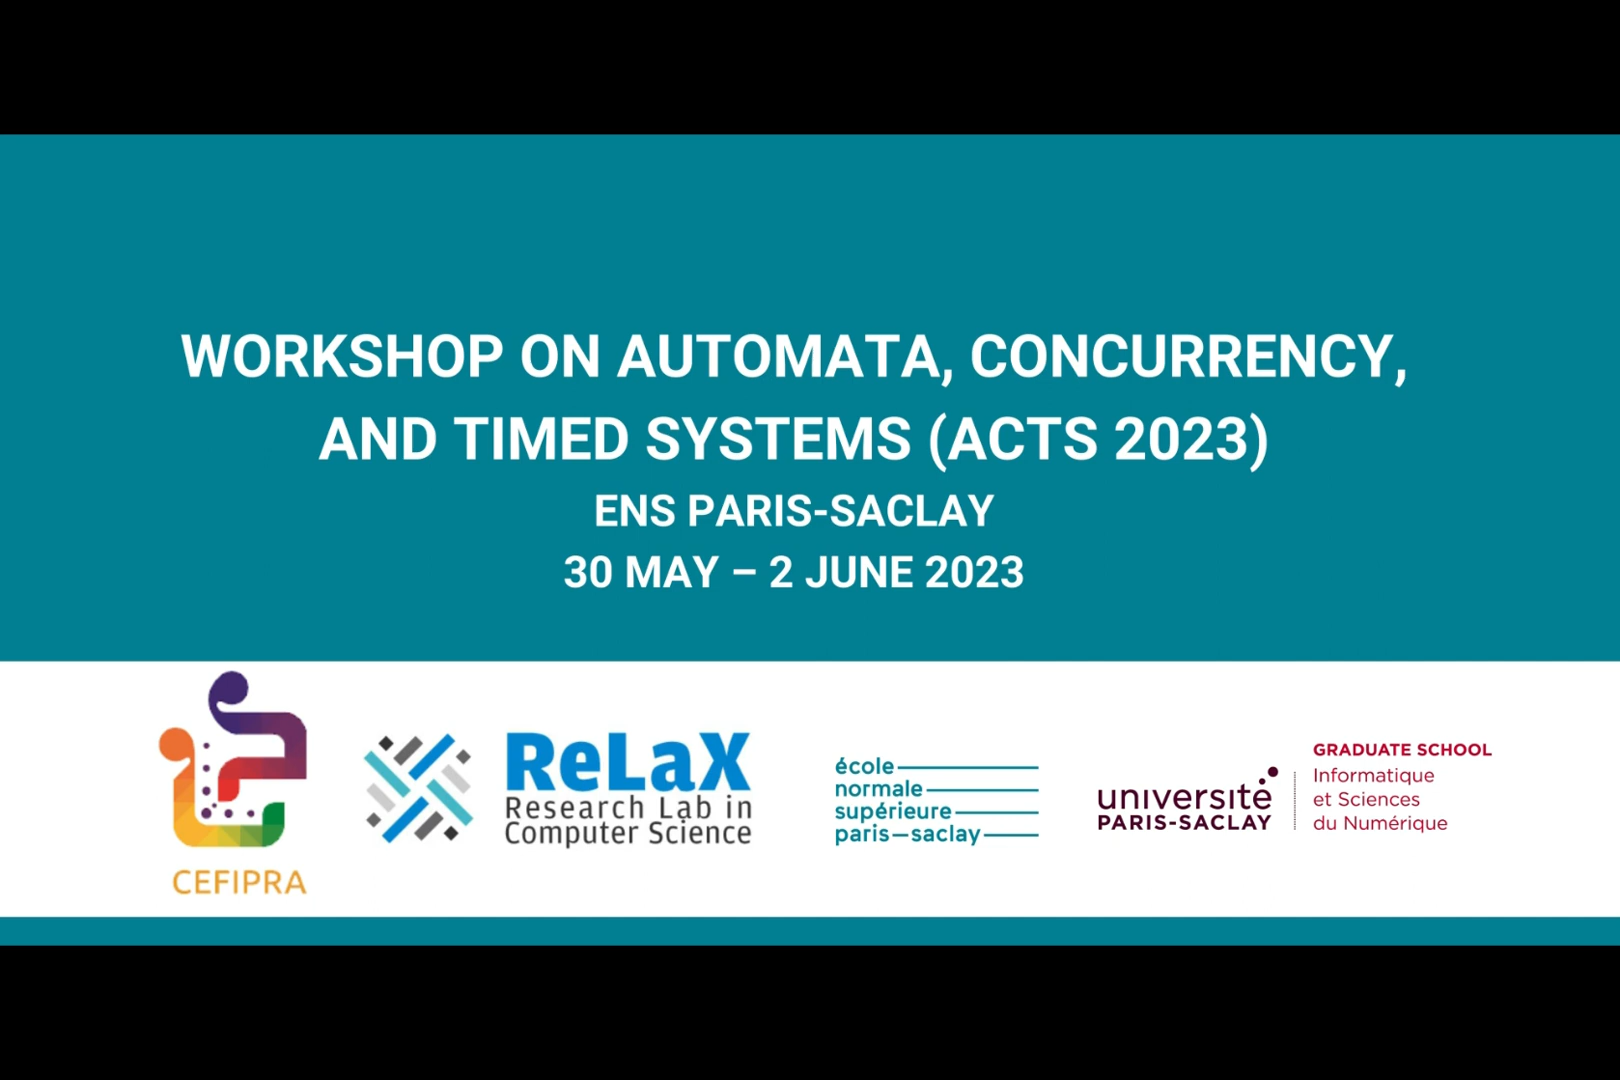 WORKSHOP ON AUTOMATA, CONCURRENCY,
AND TIMED SYSTEMS (ACTS 2023)
ENS PARIS-SACLAY
30 MAY – 2 JUNE 2023
CEFIPRA
ReLaX
Research Lab in
Computer Science
école
normale
supérieure
paris—saclay
université
PARIS-SACLAY
GRADUATE SCHOOL
Informatique
et Sciences
du Numérique